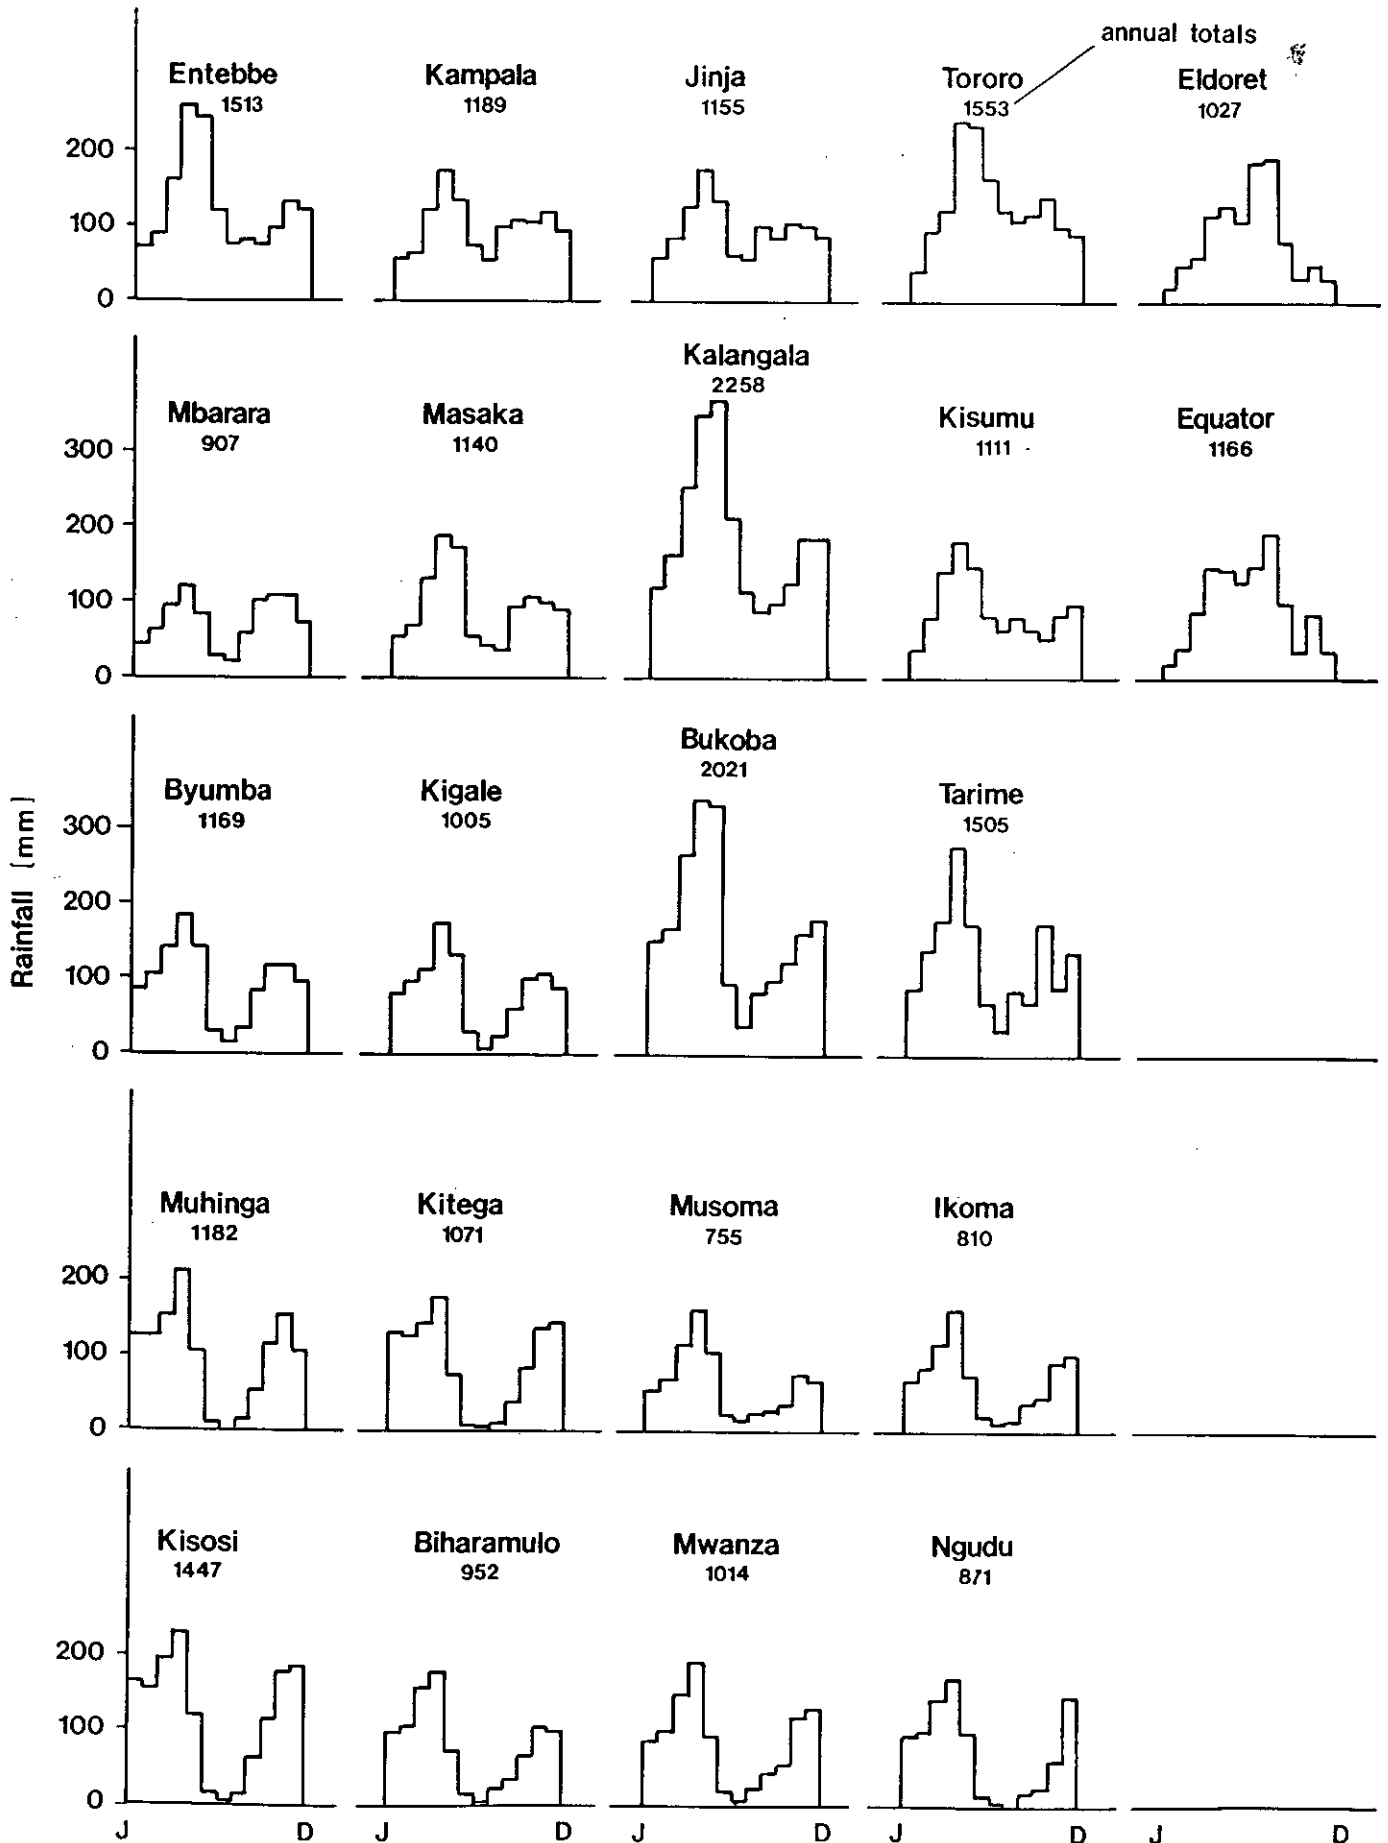 annual totals
Entebbe Kampala Jinja Tororo Eldoret
1513 1189 1155 1553 1027
200
100
0
Kalangala
2258
Mbarara Masaka Kisumu Equator
907 1140 1111 1166
300
200
100
0
Bukoba
2021
Byumba Kigale Tarime
1169 1005 1505
300
200
100
0
Rainfall [mm]
Muhinga Kitega Musoma Ikoma
1182 1071 755 810
200
100
0
Kisosi Biharamulo Mwanza Ngudu
1447 952 1014 871
200
100
0
J D J D J D J D J D